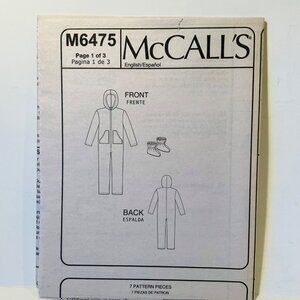 M6475
Page 1 of 3
Pagina 1 de 3
McCALL'S
English/Español
FRONT
FRENTE
BACK
ESPALDA
7 PATTERN PIECES
7 PIEZAS DE PATRON